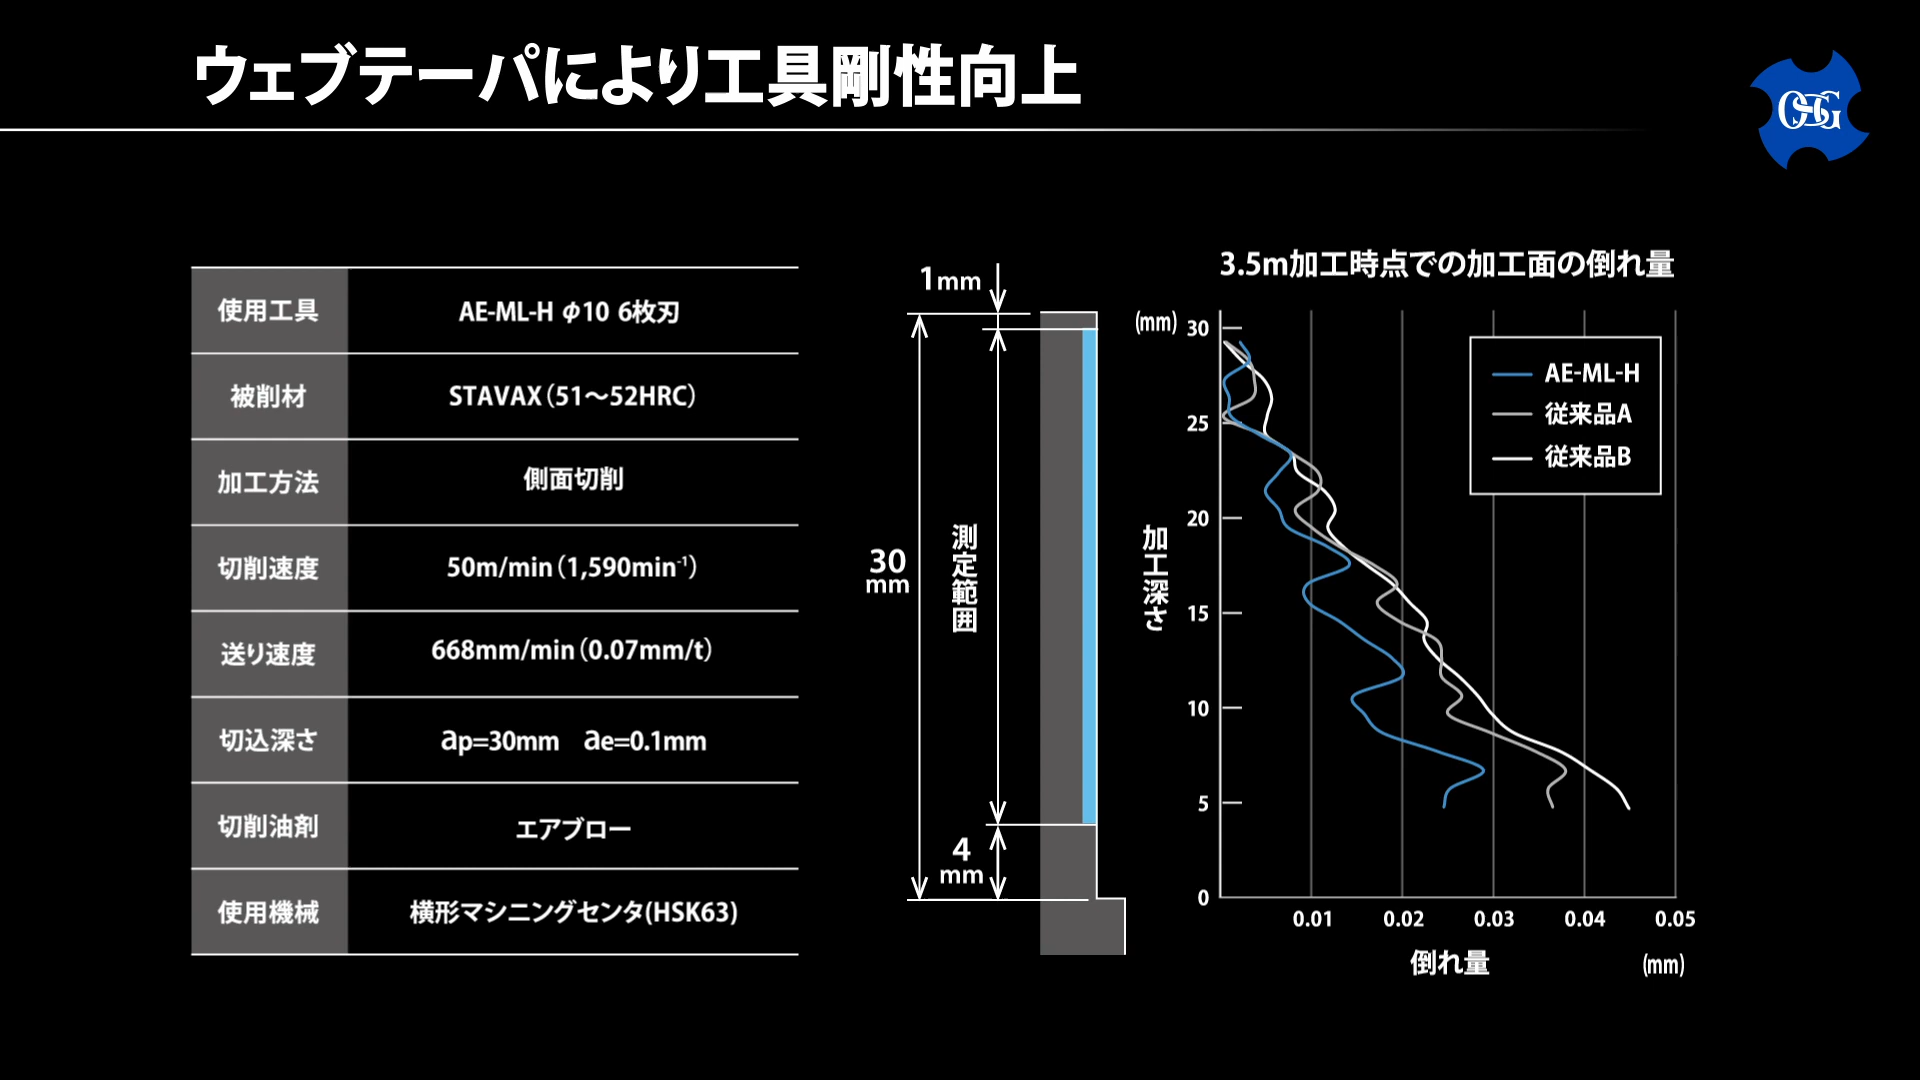 ウェブテーパにより工具剛性向上
OSG
使用工具 AE-ML-H φ10 6枚刃
被削材 STAVAX（51～52HRC）
加工方法 側面切削
切削速度 50m/min（1,590min⁻¹）
送り速度 668mm/min（0.07mm/t）
切込深さ ap=30mm ae=0.1mm
切削油剤 エアブロー
使用機械 横形マシニングセンタ(HSK63)
1mm
30
mm
測定範囲
4
mm
3.5m加工時点での加工面の倒れ量
(mm)
30
25
20
15
10
5
0
加工深さ
AE-ML-H
従来品A
従来品B
0.01 0.02 0.03 0.04 0.05
倒れ量 (mm)